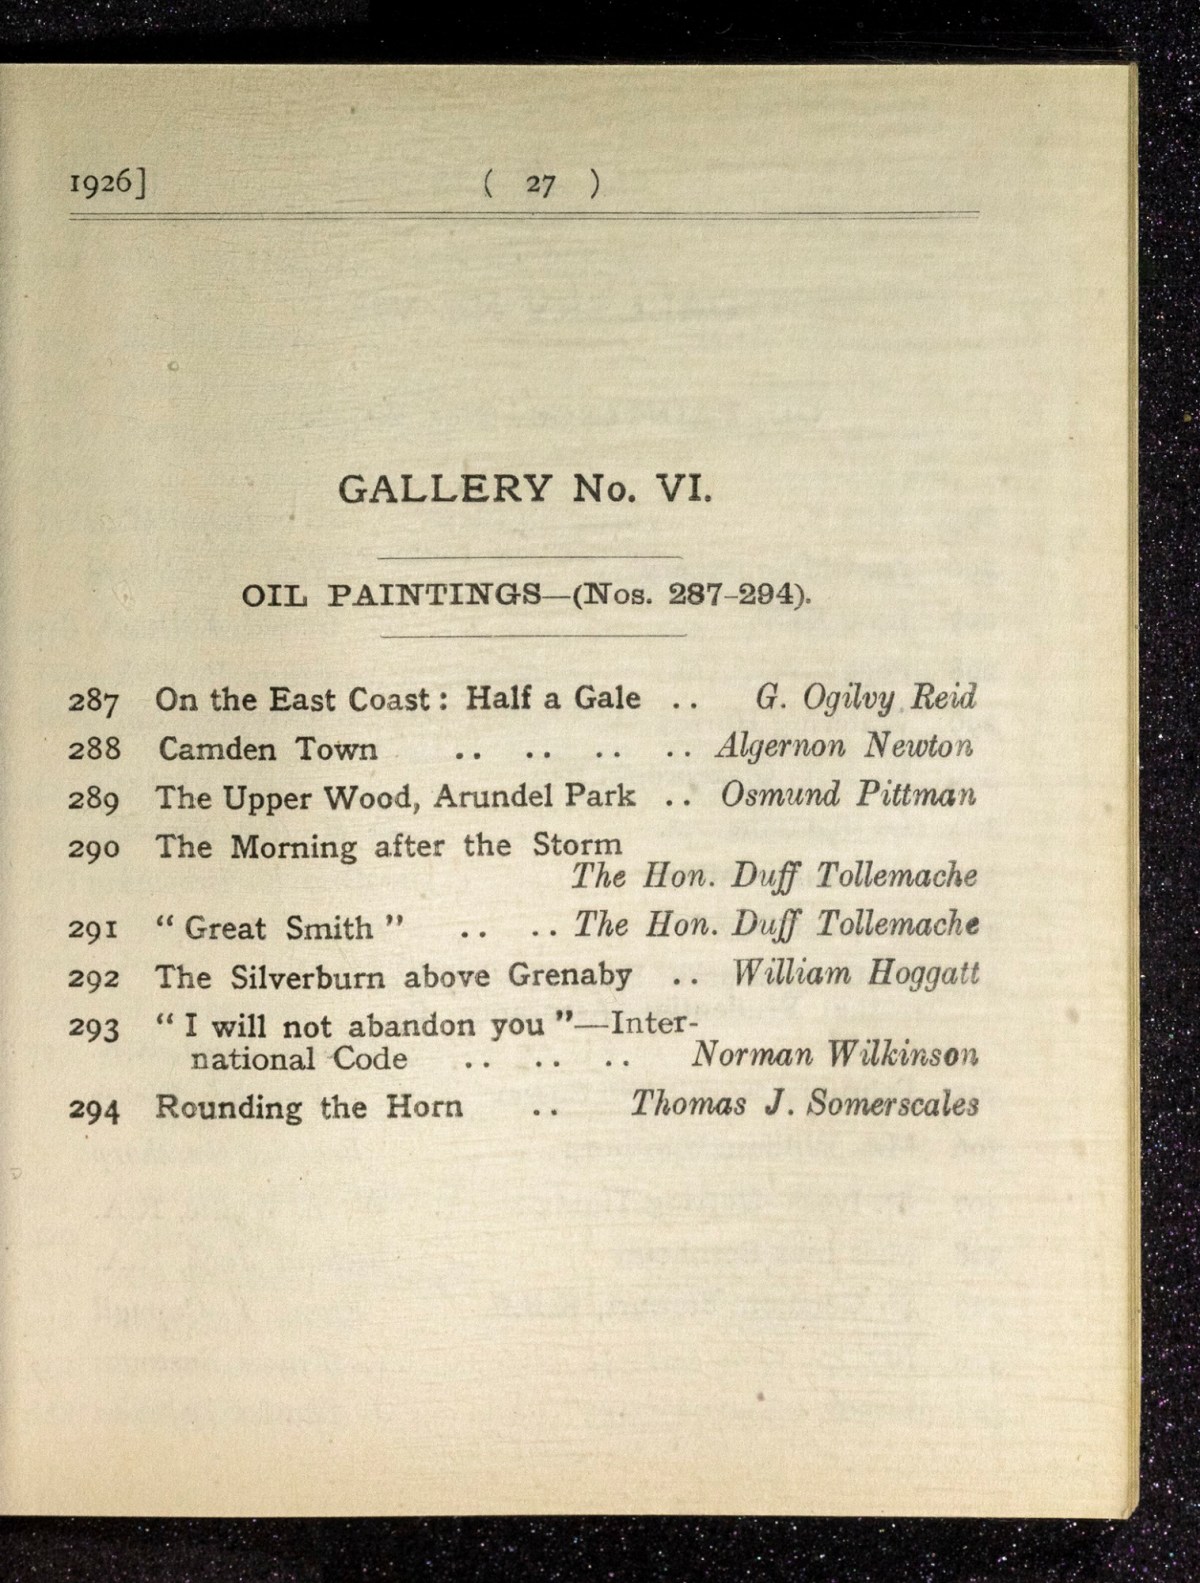 1926] ( 27 )
GALLERY No. VI.
OIL PAINTINGS—(Nos. 287-294).
287 On the East Coast: Half a Gale .. G. Ogilvy Reid
288 Camden Town .. .. .. .. Algernon Newton
289 The Upper Wood, Arundel Park .. Osmund Pittman
290 The Morning after the Storm
The Hon. Duff Tollemache
291 “ Great Smith ” .. .. The Hon. Duff Tollemache
292 The Silverburn above Grenaby .. William Hoggatt
293 “ I will not abandon you ”—Inter-
national Code .. .. .. Norman Wilkinson
294 Rounding the Horn .. Thomas J. Somerscales